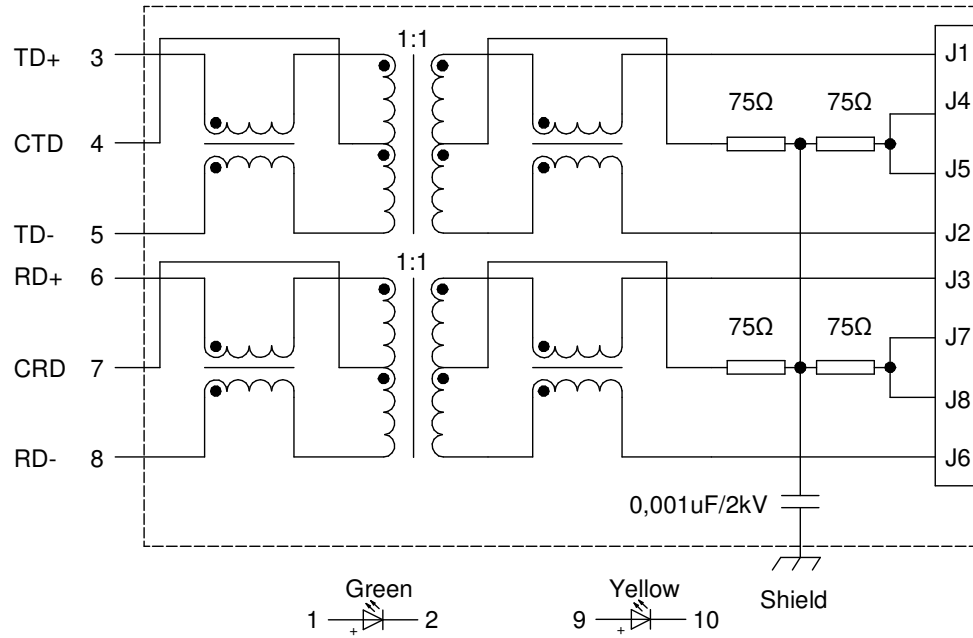 TD+ 3 1:1 J1
75Ω 75Ω J4
CTD 4
J5
TD- 5 J2
RD+ 6 1:1 J3
75Ω 75Ω J7
CRD 7
J8
RD- 8 J6
0,001uF/2kV
Shield
Green Yellow
1 + 2 9 + 10